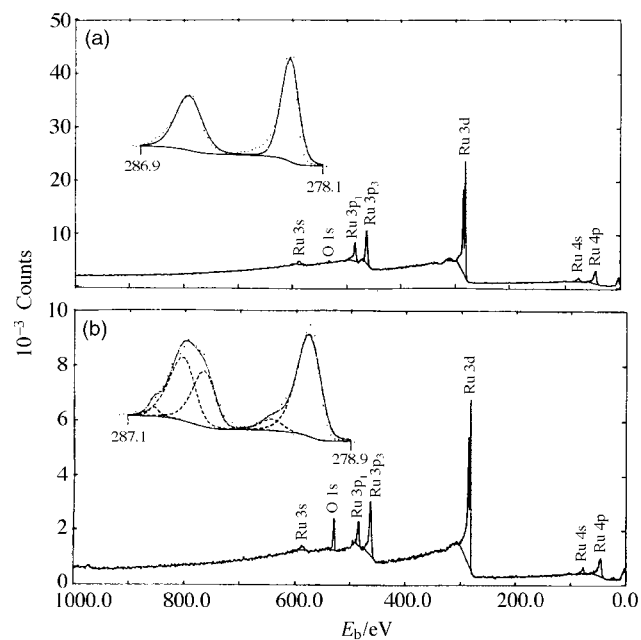 50
(a)
40
30
286.9
278.1
Ru 3d
20
Ru 3s
O 1s
Ru 3p1
Ru 3p3
10
Ru 4s
Ru 4p
0
10⁻³ Counts
10
(b)
8
6
287.1
278.9
Ru 3d
4
Ru 3s
O 1s
Ru 3p1
Ru 3p3
2
Ru 4s
Ru 4p
0
1000.0 800.0 600.0 400.0 200.0 0.0
Eb/eV